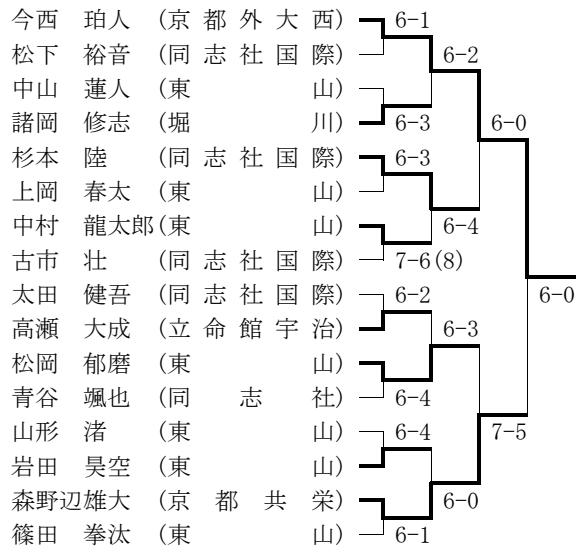 今西 珀人 (京都外大西) 6-1
松下 裕音 (同志社国際) 6-2
中山 蓮人 (東山)
諸岡 修志 (堀川) 6-3 6-0
杉本 陸 (同志社国際) 6-3
上岡 春太 (東山)
中村 龍太郎(東山) 6-4
古市 壮 (同志社国際) 7-6(8)
太田 健吾 (同志社国際) 6-2 6-0
高瀬 大成 (立命館宇治) 6-3
松岡 郁磨 (東山)
青谷 颯也 (同志社) 6-4
山形 渚 (東山) 6-4 7-5
岩田 昊空 (東山)
森野辺雄大 (京都共栄) 6-0
篠田 拳汰 (東山) 6-1